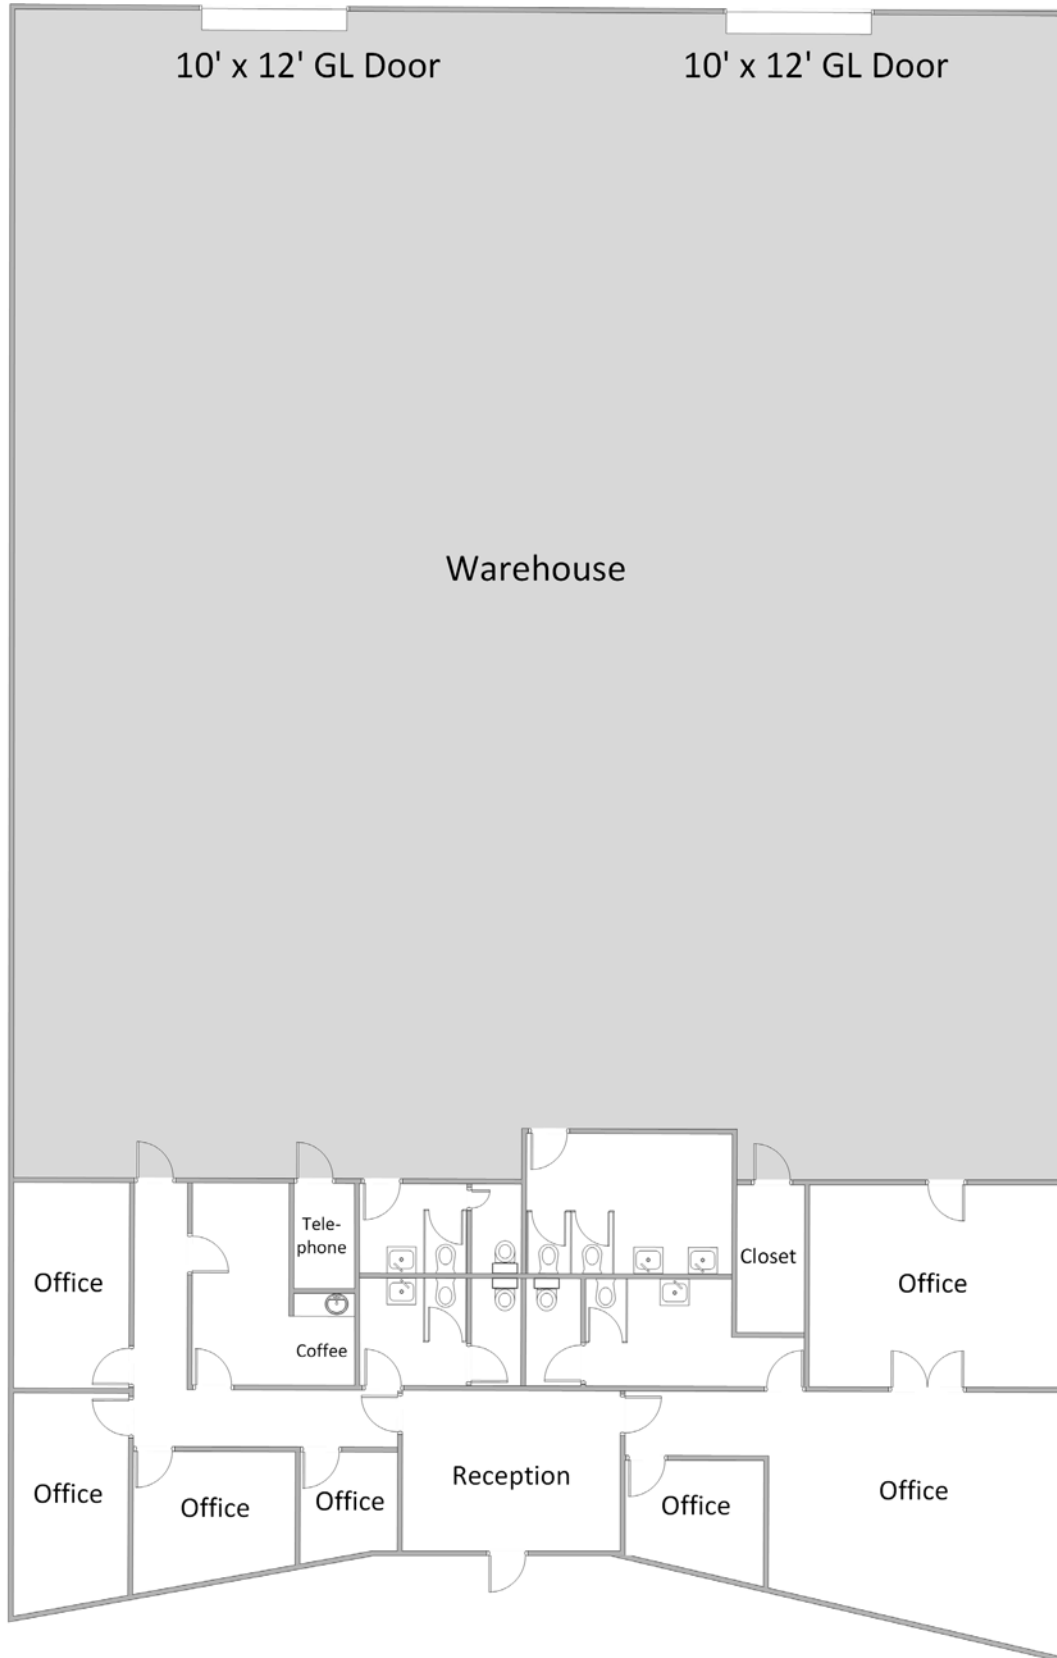 10' x 12' GL Door
10' x 12' GL Door
Warehouse
Tele-
phone
Closet
Office
Office
Coffee
Reception
Office
Office
Office
Office
Office
Office